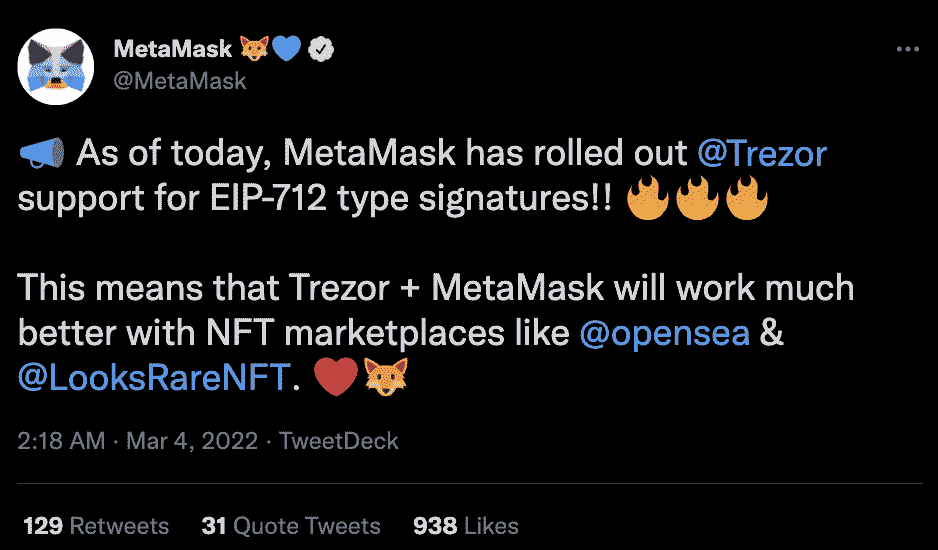 MetaMask 🦊💙
@MetaMask
📣 As of today, MetaMask has rolled out @Trezor
support for EIP-712 type signatures!! 🔥🔥🔥
This means that Trezor + MetaMask will work much
better with NFT marketplaces like @opensea &
@LooksRareNFT. ❤️🦊
2:18 AM · Mar 4, 2022 · TweetDeck
129 Retweets 31 Quote Tweets 938 Likes